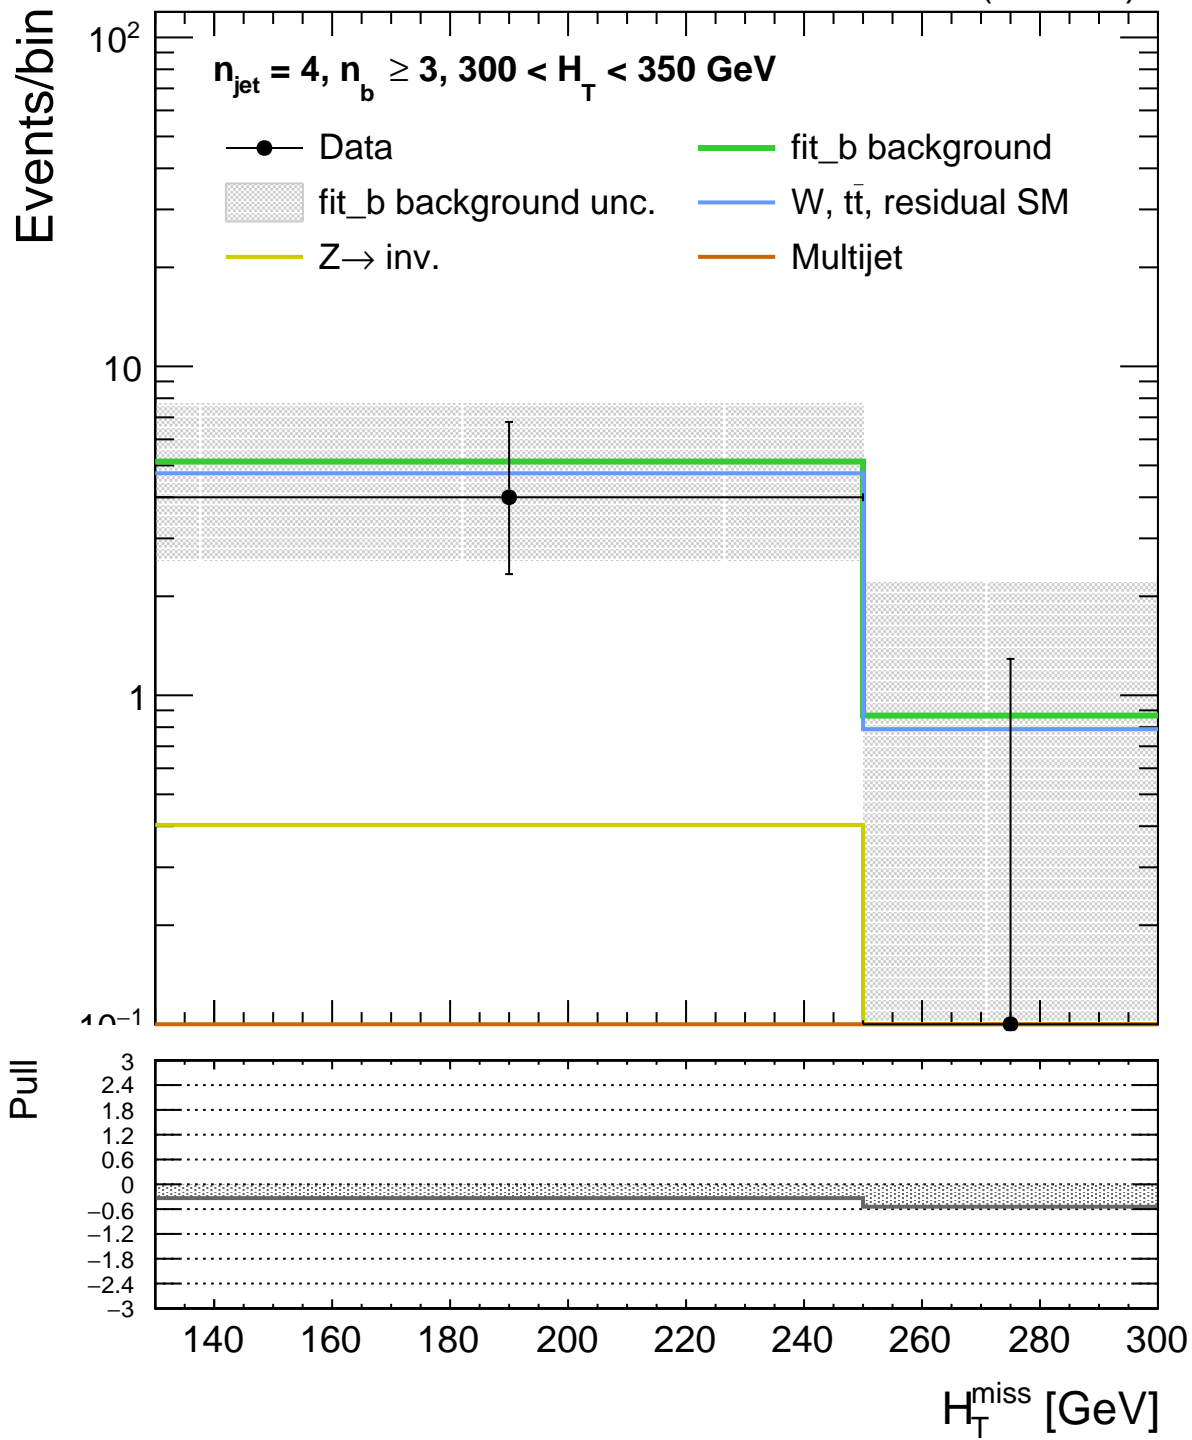 Events/bin
10²
10
1
10⁻¹
n_jet = 4, n_b ≥ 3, 300 < H_T < 350 GeV
Data
fit_b background
fit_b background unc.
W, tt̄, residual SM
Z→ inv.
Multijet
Pull
3
2.4
1.8
1.2
0.6
0
−0.6
−1.2
−1.8
−2.4
−3
140 160 180 200 220 240 260 280 300
H_T^miss [GeV]